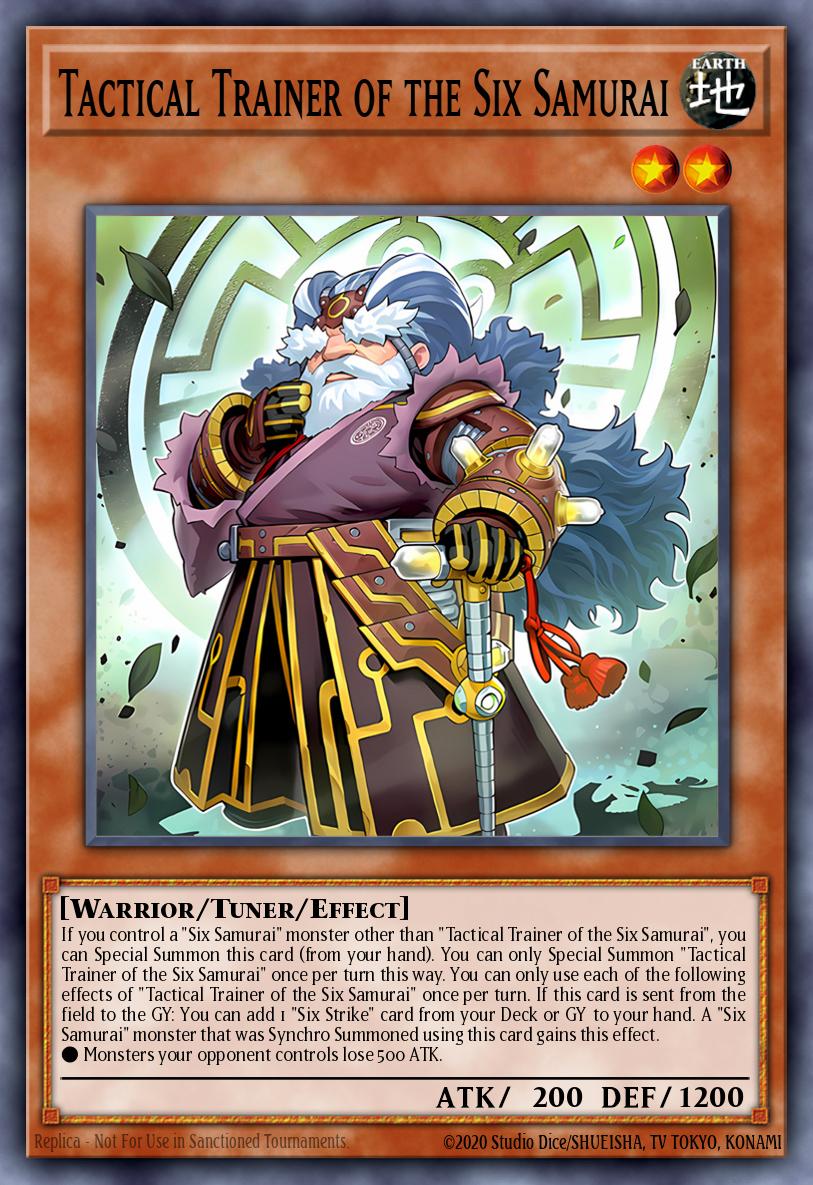 Tactical Trainer of the Six Samurai
EARTH
地
[Warrior/Tuner/Effect]
If you control a "Six Samurai" monster other than "Tactical Trainer of the Six Samurai", you
can Special Summon this card (from your hand). You can only Special Summon "Tactical
Trainer of the Six Samurai" once per turn this way. You can only use each of the following
effects of "Tactical Trainer of the Six Samurai" once per turn. If this card is sent from the
field to the GY: You can add 1 "Six Strike" card from your Deck or GY to your hand. A "Six
Samurai" monster that was Synchro Summoned using this card gains this effect.
● Monsters your opponent controls lose 500 ATK.
ATK/ 200 DEF/1200
Replica - Not For Use in Sanctioned Tournaments.
©2020 Studio Dice/SHUEISHA, TV TOKYO, KONAMI